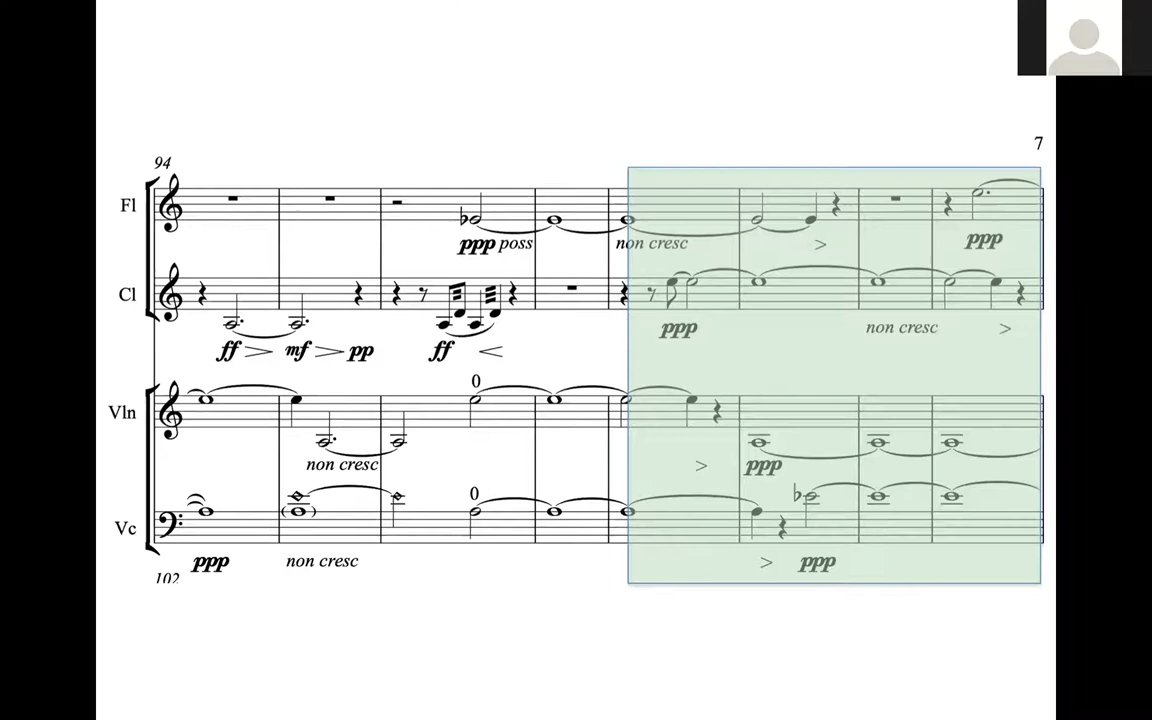 7
94
Fl
ppp poss non cresc > ppp
Cl
ff mf pp ff ppp non cresc >
0
Vln
non cresc > ppp
0
Vc
ppp non cresc > ppp
102